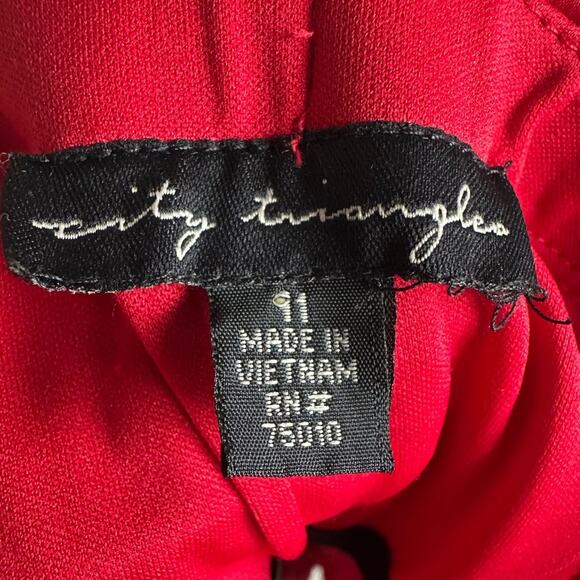 city triangles
11
MADE IN
VIETNAM
RN#
75010